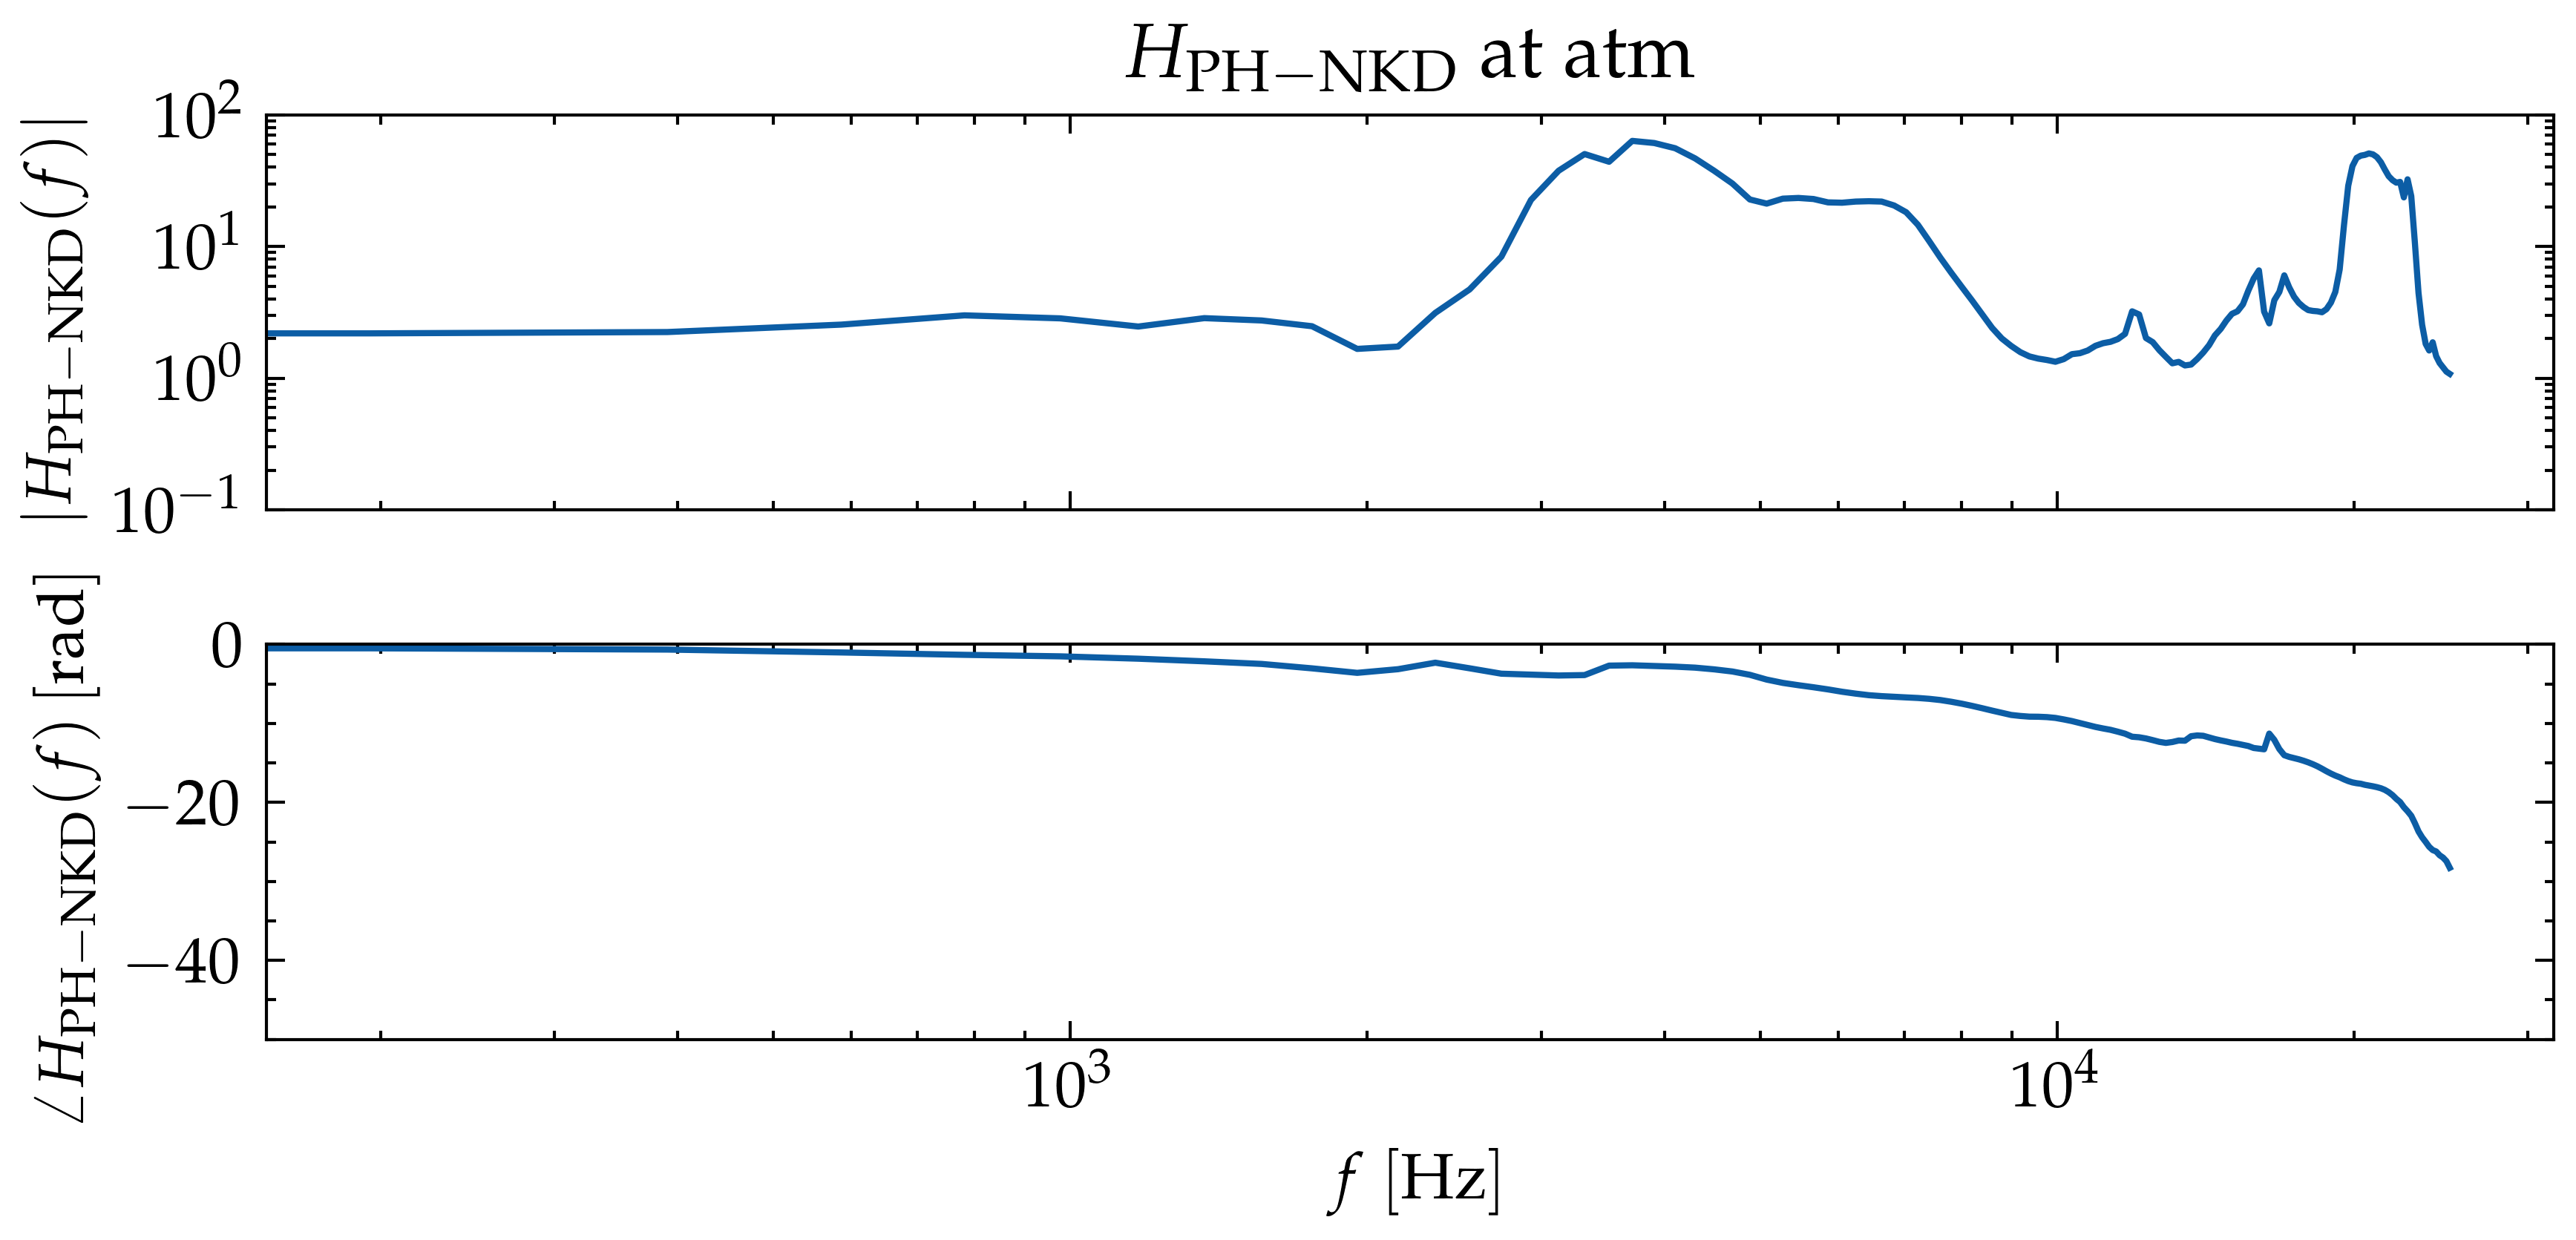 H_PH−NKD at atm
|H_PH−NKD(f)|
10^2
10^1
10^0
10^−1
∠H_PH−NKD(f) [rad]
0
−20
−40
10^3 10^4
f [Hz]